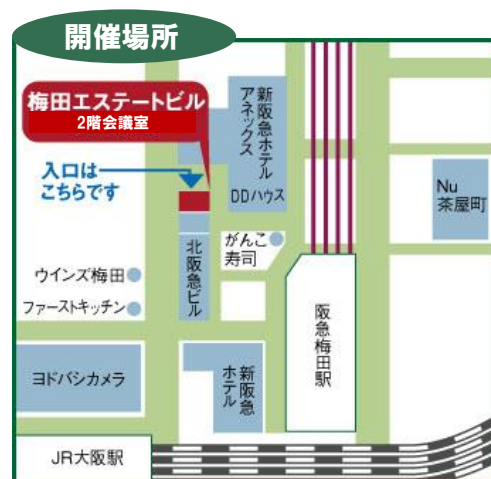 開催場所
梅田エステートビル
2階会議室
入口は
こちらです
新阪急ホテル
アネックス
DDハウス
Nu
茶屋町
がんこ
寿司
北阪急ビル
ウインズ梅田
ファーストキッチン
阪急梅田駅
ヨドバシカメラ
新阪急
ホテル
JR大阪駅